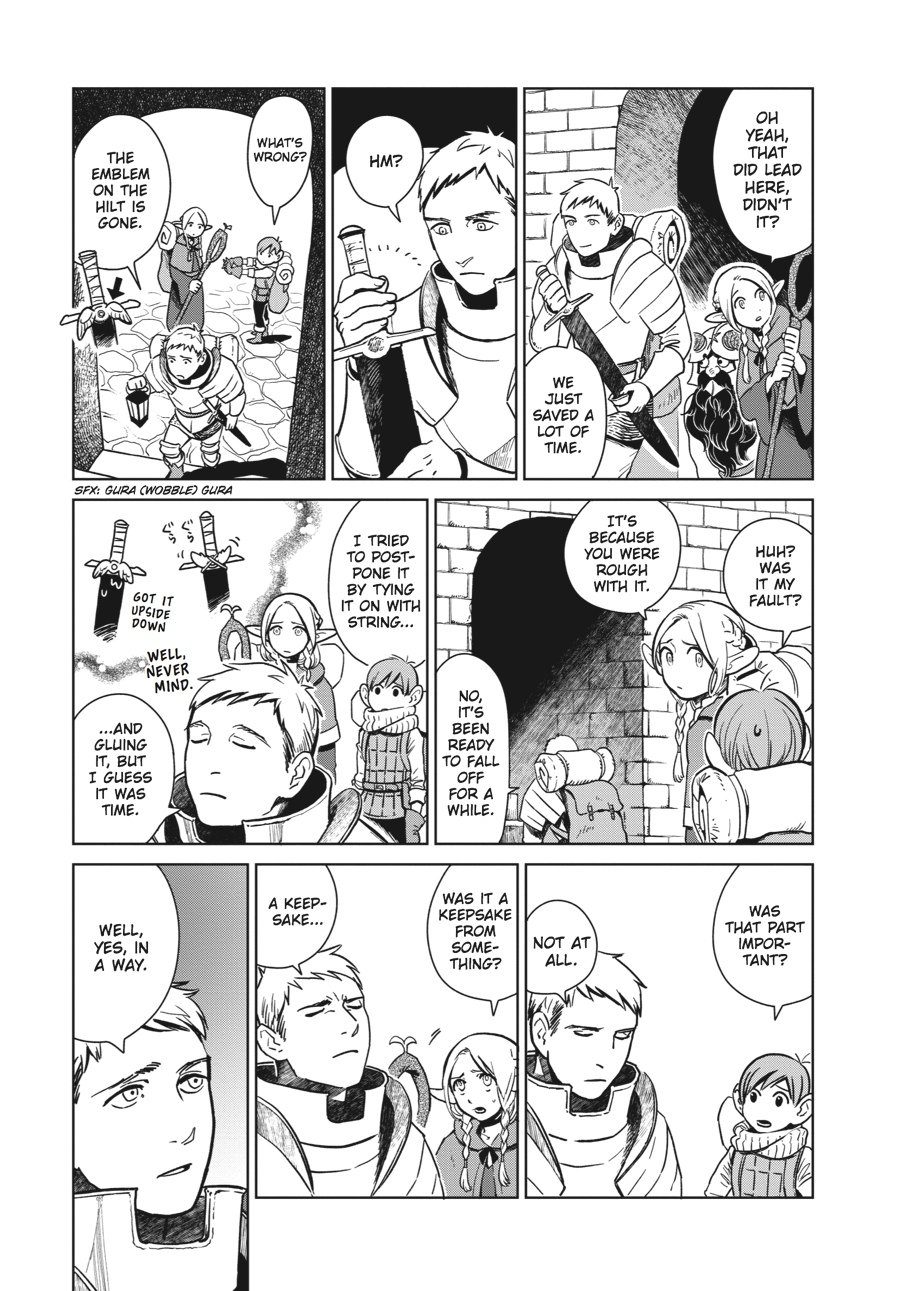 OH
YEAH,
THAT
DID LEAD
HERE,
DIDN'T
IT?
WE
JUST
SAVED A
LOT OF
TIME.
HM?
WHAT'S
WRONG?
THE
EMBLEM
ON THE
HILT IS
GONE.
SFX: GURA (WOBBLE) GURA
HUH?
WAS
IT MY
FAULT?
IT'S
BECAUSE
YOU WERE
ROUGH
WITH IT.
NO,
IT'S
BEEN
READY
TO FALL
OFF
FOR A
WHILE.
I TRIED
TO POST-
PONE IT
BY TYING
IT ON WITH
STRING...
ぐら
ぐら
GOT IT
UPSIDE
DOWN
WELL,
NEVER
MIND.
...AND
GLUING
IT, BUT
I GUESS
IT WAS
TIME.
WAS
THAT PART
IMPOR-
TANT?
NOT AT
ALL.
WAS IT A
KEEPSAKE
FROM
SOME-
THING?
A KEEP-
SAKE...
WELL,
YES, IN
A WAY.